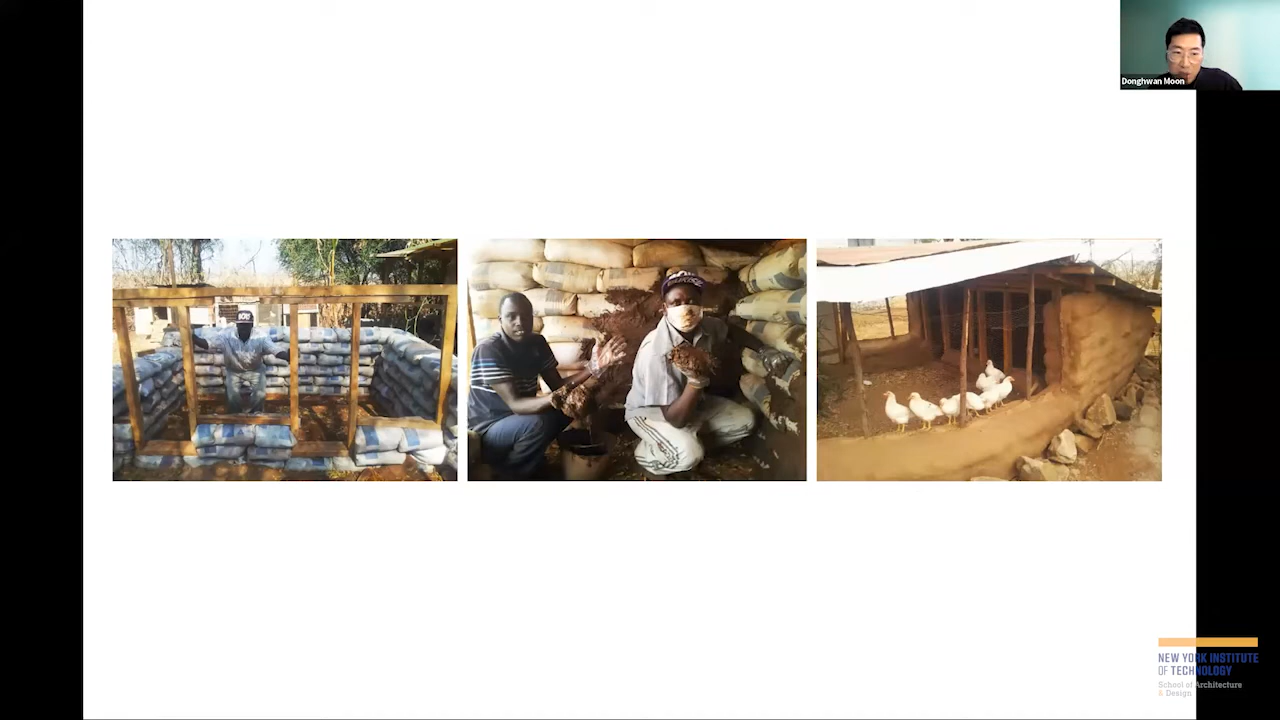 Donghwan Moon
NEW YORK INSTITUTE
OF TECHNOLOGY
School of Architecture
& Design